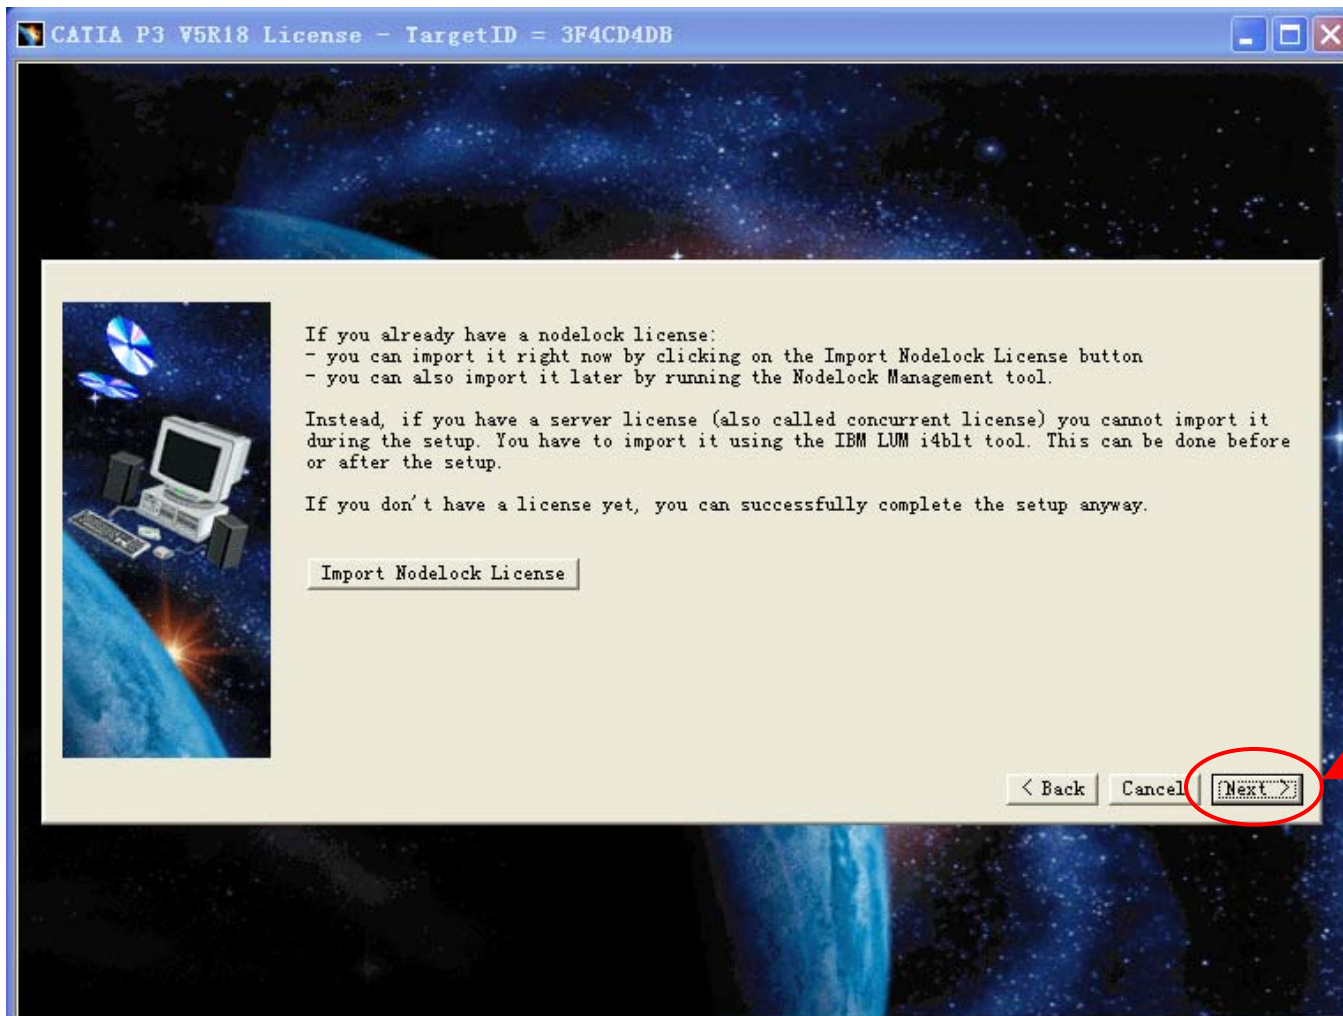 CATIA P3 V5R18 License - TargetID = 3F4CD4DB
If you already have a nodelock license:
- you can import it right now by clicking on the Import Nodelock License button
- you can also import it later by running the Nodelock Management tool.
Instead, if you have a server license (also called concurrent license) you cannot import it
during the setup. You have to import it using the IBM LUM i4blt tool. This can be done before
or after the setup.
If you don't have a license yet, you can successfully complete the setup anyway.
Import Nodelock License
< Back Cancel Next >